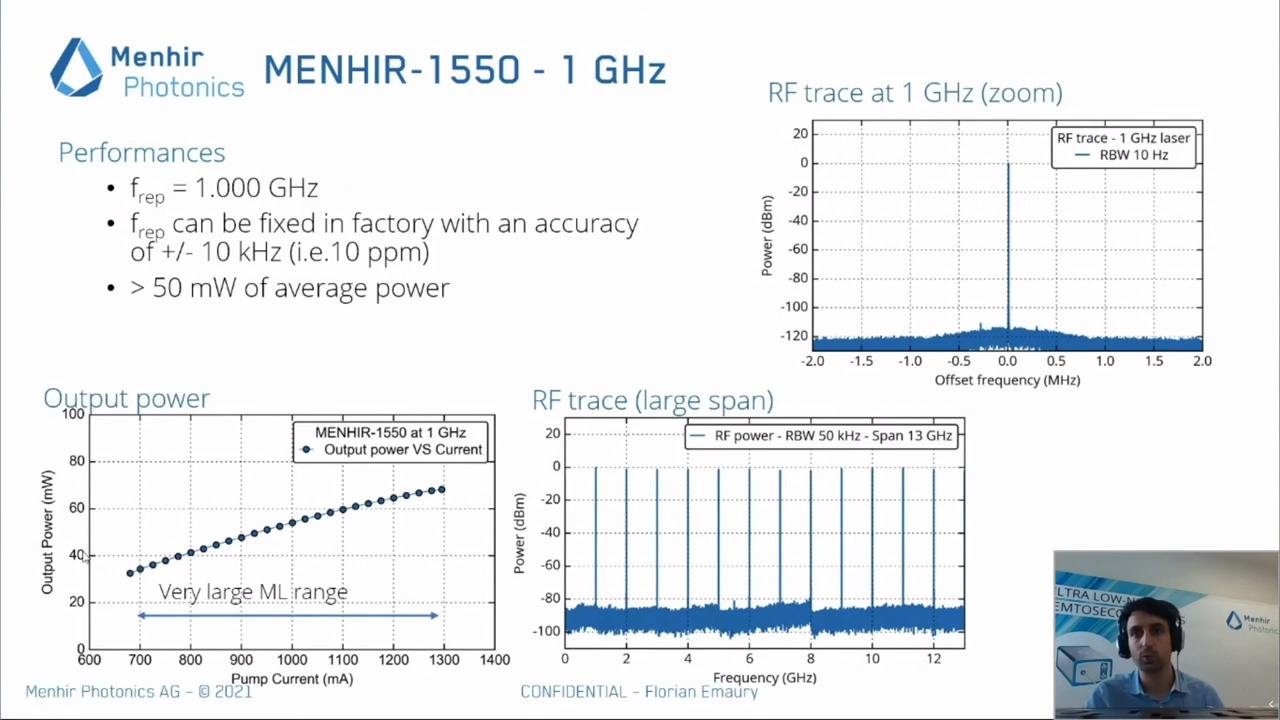 Menhir
Photonics
MENHIR-1550 - 1 GHz
Performances
• frep = 1.000 GHz
• frep can be fixed in factory with an accuracy
of +/- 10 kHz (i.e.10 ppm)
• > 50 mW of average power
RF trace at 1 GHz (zoom)
RF trace - 1 GHz laser
RBW 10 Hz
Power (dBm)
20
0
-20
-40
-60
-80
-100
-120
-2.0 -1.5 -1.0 -0.5 0.0 0.5 1.0 1.5 2.0
Offset frequency (MHz)
Output power
MENHIR-1550 at 1 GHz
Output power VS Current
Output Power (mW)
100
80
60
40
20
0
Very large ML range
600 700 800 900 1000 1100 1200 1300 1400
Pump Current (mA)
RF trace (large span)
RF power - RBW 50 kHz - Span 13 GHz
Power (dBm)
20
0
-20
-40
-60
-80
-100
0 2 4 6 8 10 12
Frequency (GHz)
Menhir Photonics AG - © 2021
CONFIDENTIAL – Florian Emaury
LTRA LOW-N
EMTOSECO
Menhir
Photonic